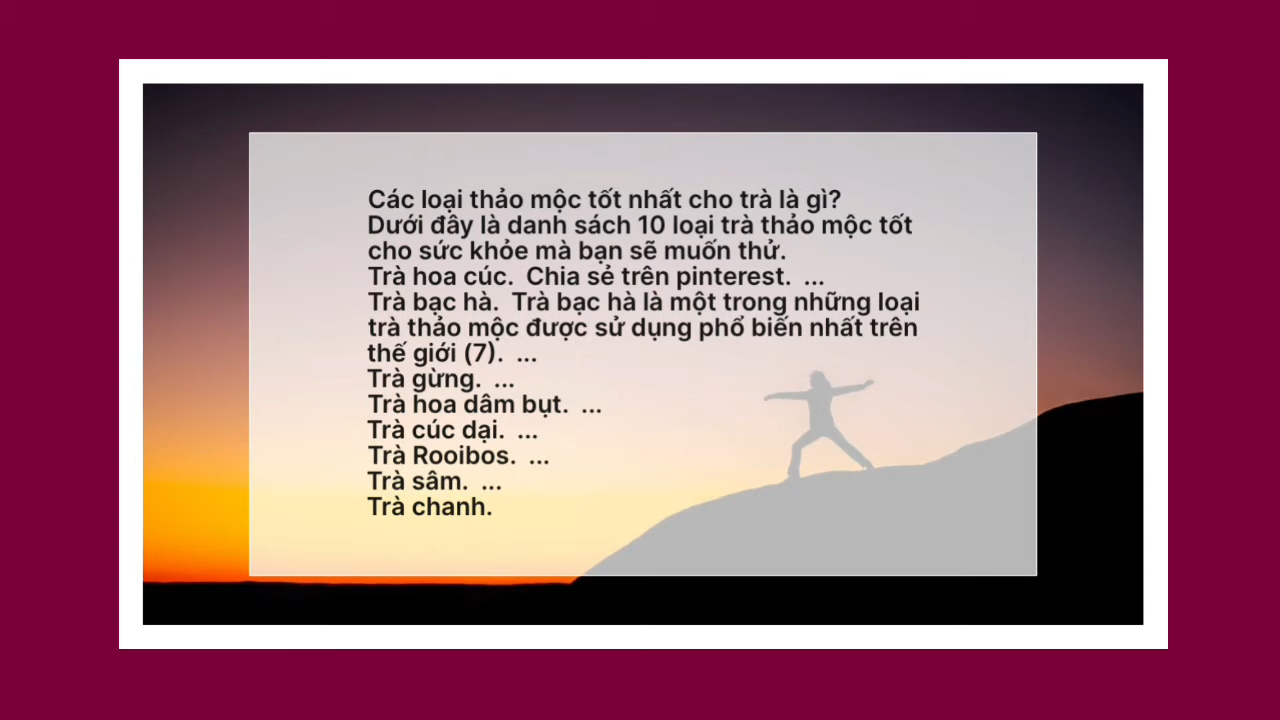 Các loại thảo mộc tốt nhất cho trà là gì?
Dưới đây là danh sách 10 loại trà thảo mộc tốt
cho sức khỏe mà bạn sẽ muốn thử.
Trà hoa cúc.  Chia sẻ trên pinterest.  ...
Trà bạc hà.  Trà bạc hà là một trong những loại
trà thảo mộc được sử dụng phổ biến nhất trên
thế giới (7).  ...
Trà gừng.  ...
Trà hoa dâm bụt.  ...
Trà cúc dại.  ...
Trà Rooibos.  ...
Trà sâm.  ...
Trà chanh.